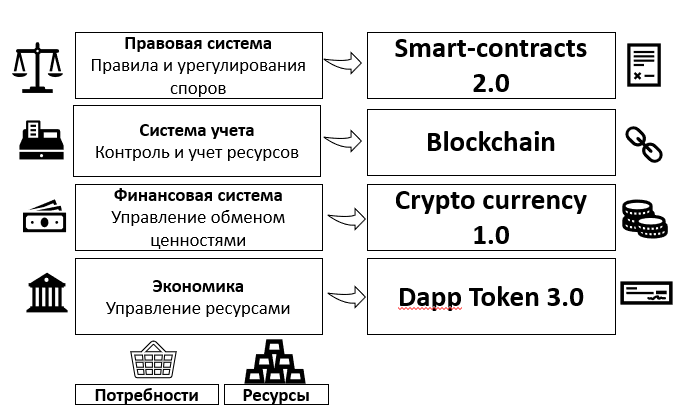 Правовая система
Правила и урегулирования
споров
Smart-contracts
2.0
Система учета
Контроль и учет ресурсов
Blockchain
Финансовая система
Управление обменом
ценностями
Crypto currency
1.0
Экономика
Управление ресурсами
Dapp Token 3.0
Потребности
Ресурсы